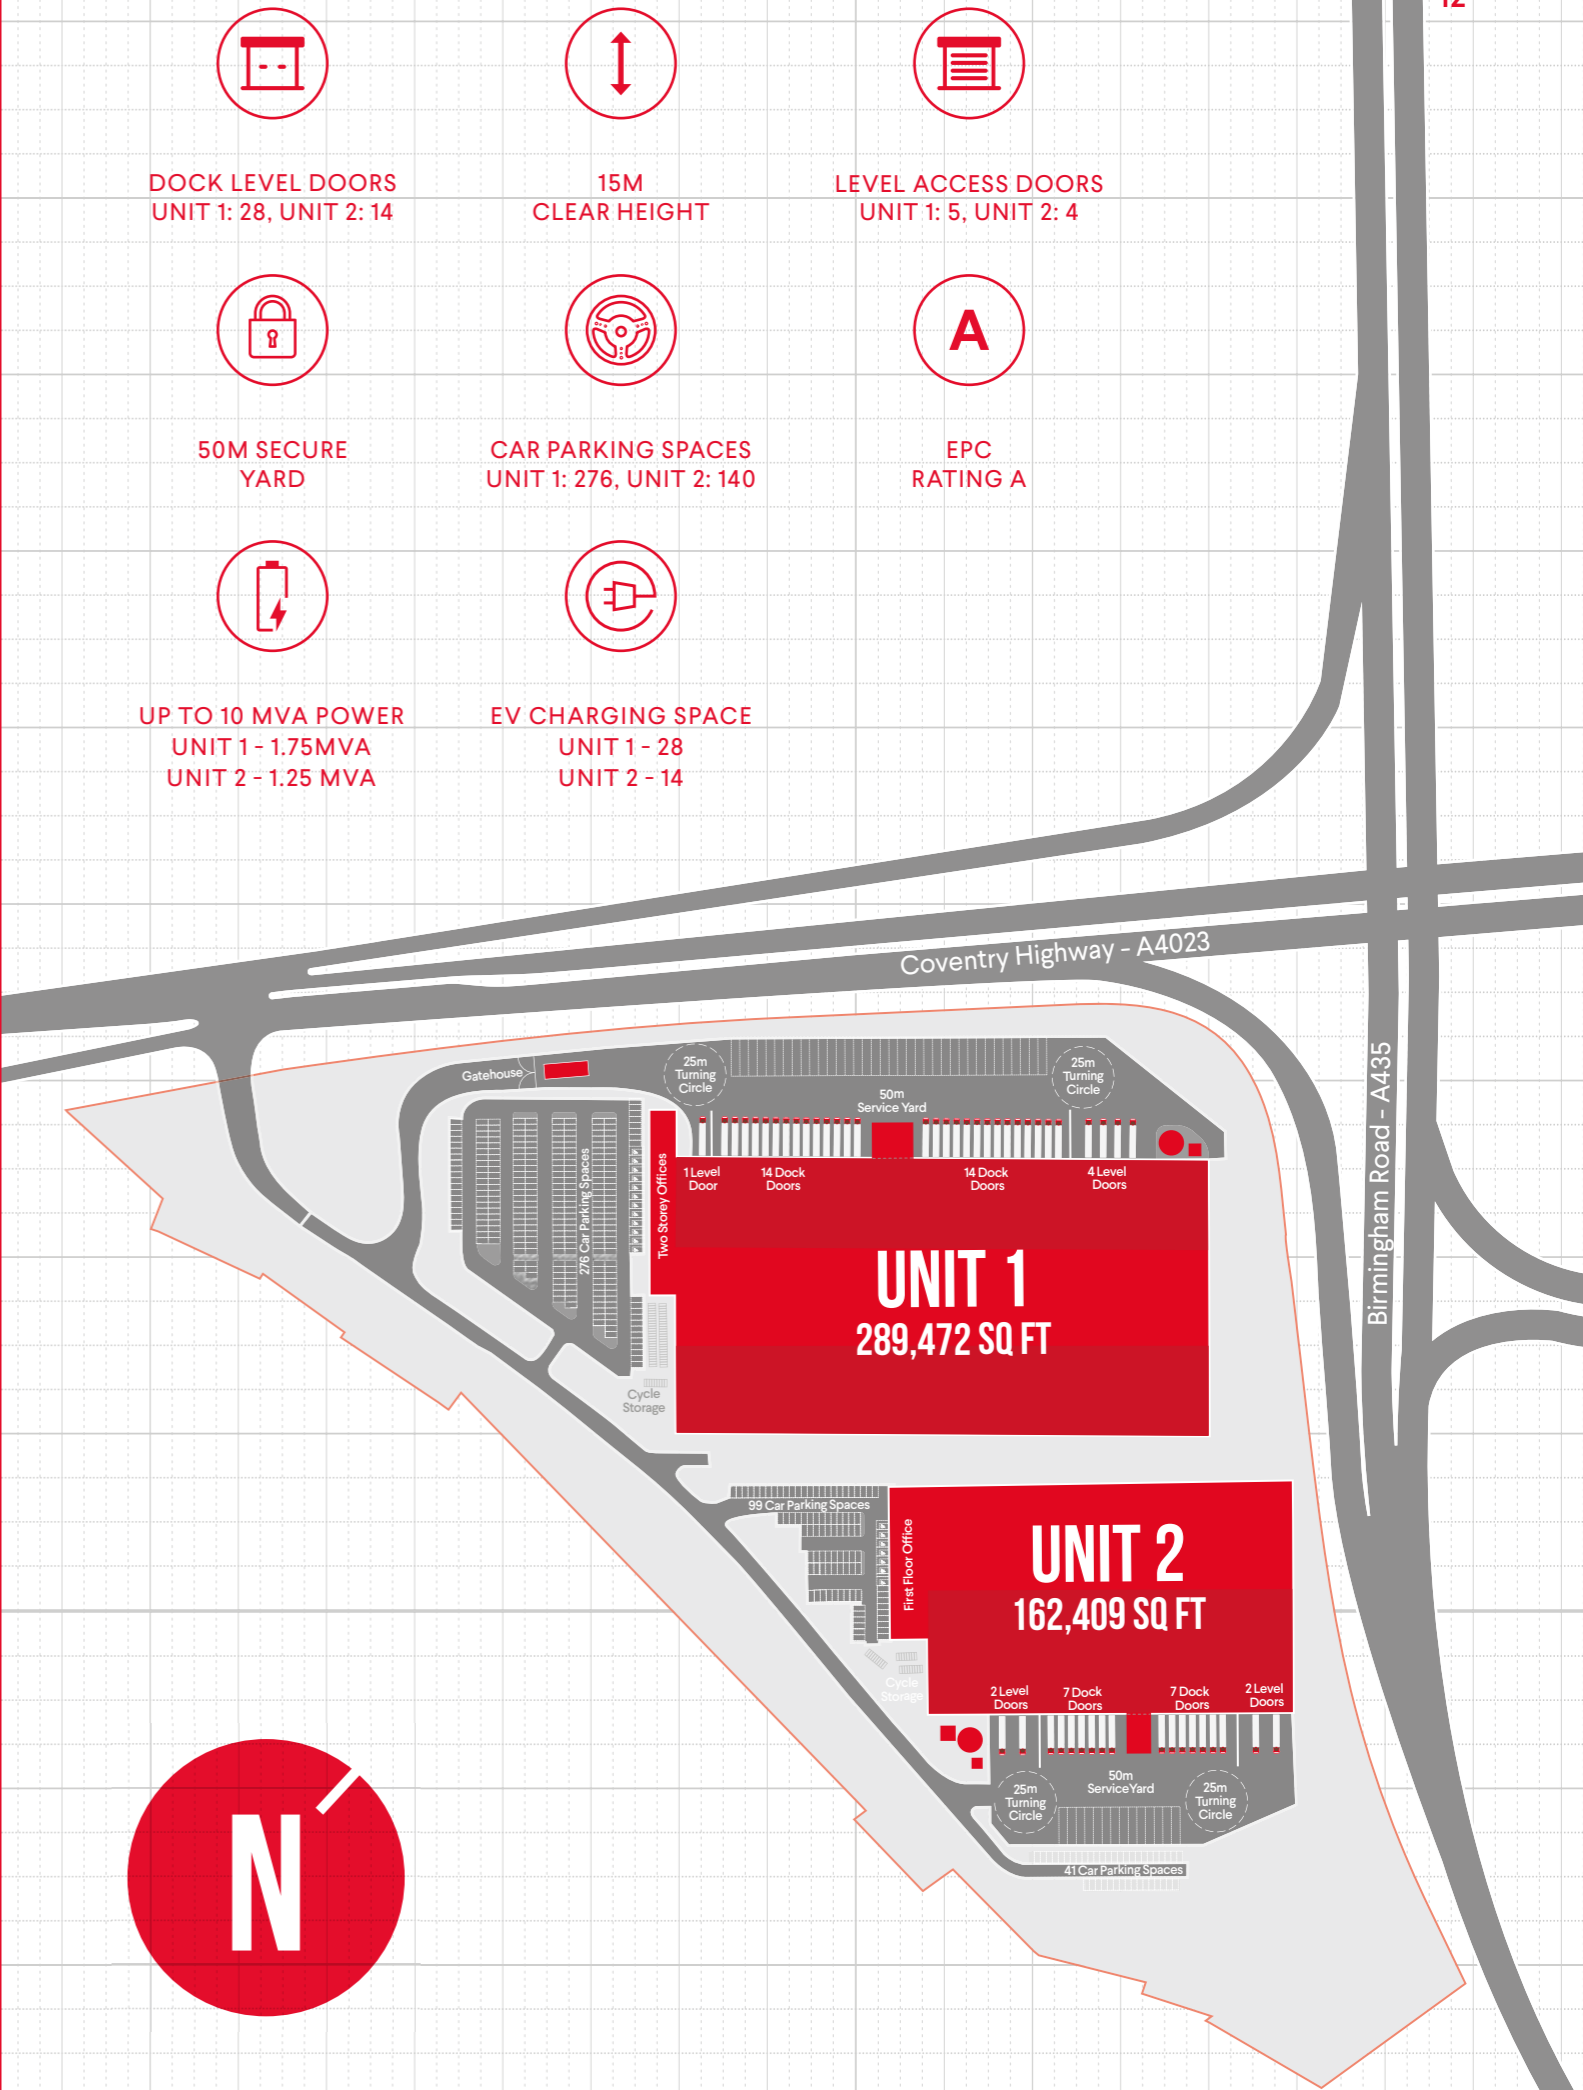 12
DOCK LEVEL DOORS
UNIT 1: 28, UNIT 2: 14
15M
CLEAR HEIGHT
LEVEL ACCESS DOORS
UNIT 1: 5, UNIT 2: 4
A
50M SECURE
YARD
CAR PARKING SPACES
UNIT 1: 276, UNIT 2: 140
EPC
RATING A
UP TO 10 MVA POWER
UNIT 1 - 1.75MVA
UNIT 2 - 1.25 MVA
EV CHARGING SPACE
UNIT 1 - 28
UNIT 2 - 14
Coventry Highway - A4023
Birmingham Road - A435
Gatehouse
25m
Turning
Circle
25m
Turning
Circle
50m
Service Yard
276 Car Parking Spaces
Two Storey Offices
1 Level
Door
14 Dock
Doors
14 Dock
Doors
4 Level
Doors
UNIT 1
289,472 SQ FT
Cycle
Storage
99 Car Parking Spaces
First Floor Office
UNIT 2
162,409 SQ FT
Cycle
Storage
2 Level
Doors
7 Dock
Doors
7 Dock
Doors
2 Level
Doors
25m
Turning
Circle
50m
ServiceYard
25m
Turning
Circle
41 Car Parking Spaces
N